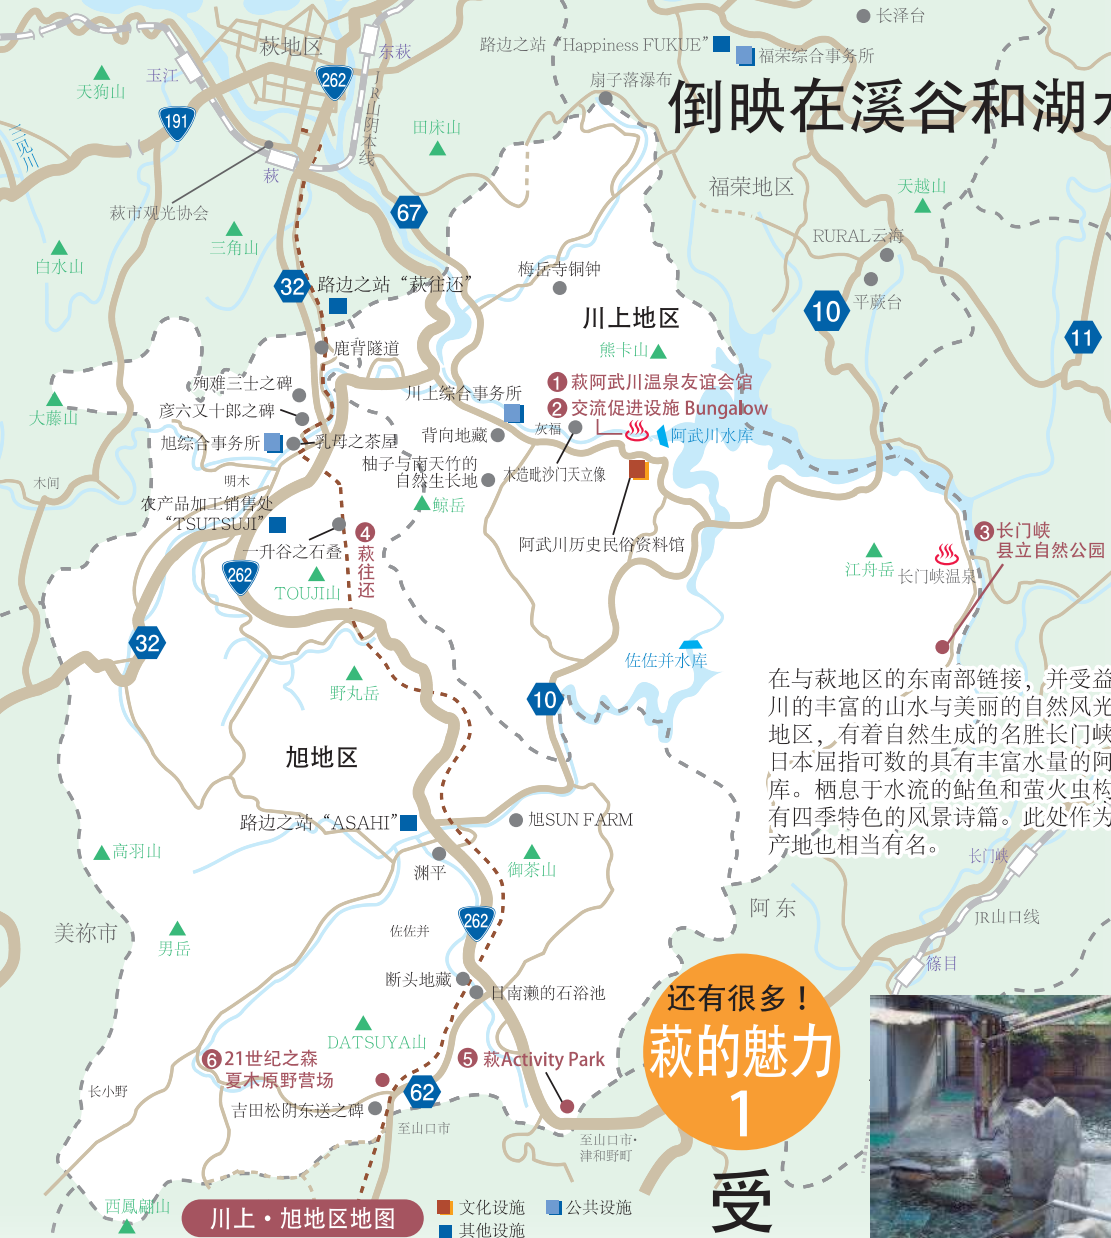 长泽台
路边之站 “Happiness FUKUE”
福荣综合事务所
萩地区
东萩
玉江
262
天狗山
扇子落瀑布
倒映在溪谷和湖水
191
JR山阴本线
田床山
三见川
萩
福荣地区
天越山
萩市观光协会
67
三角山
RURAL云海
白水山
梅岳寺铜钟
32
路边之站 “萩往还”
平蕨台
10
川上地区
11
鹿背隧道
熊卡山
殉难三士之碑
川上综合事务所
1 萩阿武川温泉友谊会馆
2 交流促进设施 Bungalow
大藤山
彦六又十郎之碑
灰福
旭综合事务所
乳母之茶屋
背向地藏
阿武川水库
柚子与南天竹的
自然生长地
木造毗沙门天立像
木间
明木
农产品加工销售处
“TSUTSUJI”
鲸岳
一升谷之石叠
4 萩往还
阿武川历史民俗资料馆
3 长门峡
县立自然公园
江舟岳
长门峡温泉
262
TOUJI山
32
佐佐并水库
野丸岳
10
在与萩地区的东南部链接，并受益
川的丰富的山水与美丽的自然风光
地区，有着自然生成的名胜长门峡
日本屈指可数的具有丰富水量的阿
库。栖息于水流的鲇鱼和萤火虫构
有四季特色的风景诗篇。此处作为
产地也相当有名。
旭地区
路边之站 “ASAHI”
旭SUN FARM
高羽山
渊平
御茶山
长门峡
262
阿东
JR山口线
美祢市
男岳
佐佐并
篠目
断头地藏
日南濑的石浴池
还有很多！
萩的魅力
1
DATSUYA山
6 21世纪之森
夏木原野营场
5 萩Activity Park
长小野
62
吉田松阴东送之碑
至山口市
至山口市·
津和野町
受
西鳳翩山
川上・旭地区地图
文化设施
公共设施
其他设施